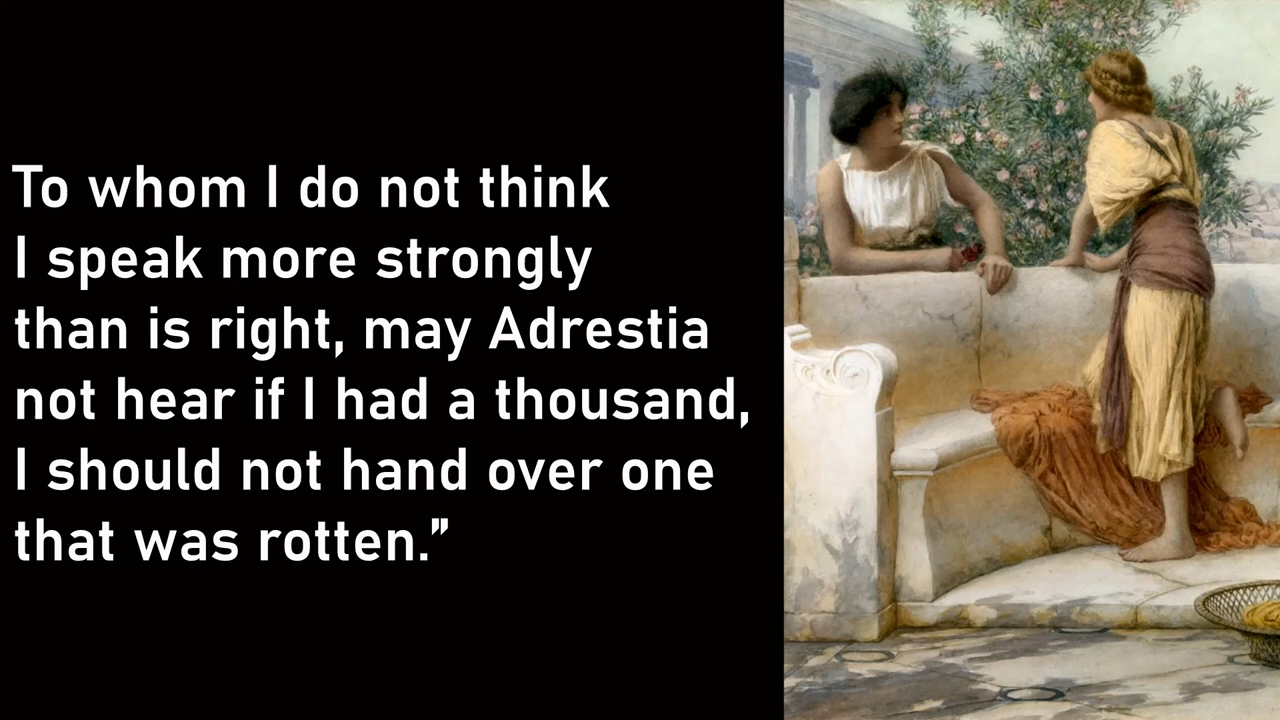 To whom I do not think
I speak more strongly
than is right, may Adrestia
not hear if I had a thousand,
I should not hand over one
that was rotten.”